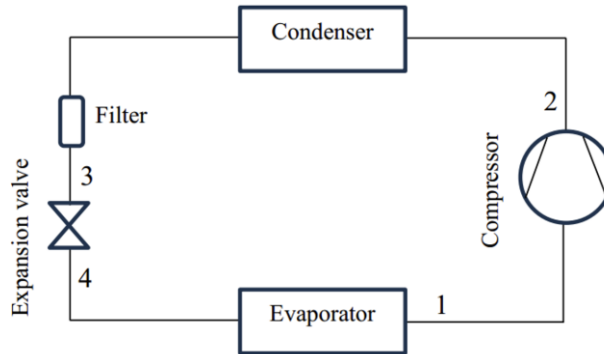 Condenser
2
Filter
Compressor
3
Expansion valve
4
Evaporator
1